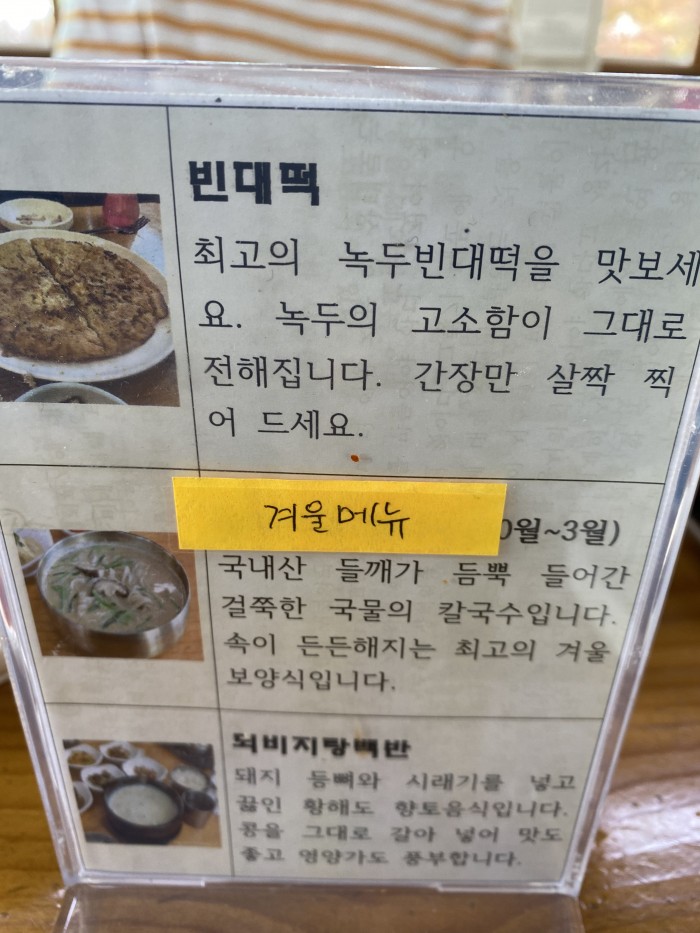 빈대떡
최고의 녹두빈대떡을 맛보세
요. 녹두의 고소함이 그대로
전해집니다. 간장만 살짝 찍
어 드세요.
겨울메뉴
0월~3월)
국내산 들깨가 듬뿍 들어간
걸쭉한 국물의 칼국수입니다.
속이 든든해지는 최고의 겨울
보양식입니다.
되비지탕백반
돼지 등뼈와 시래기를 넣고
끓인 황해도 향토음식입니다.
콩을 그대로 갈아 넣어 맛도
좋고 영양가도 풍부합니다.